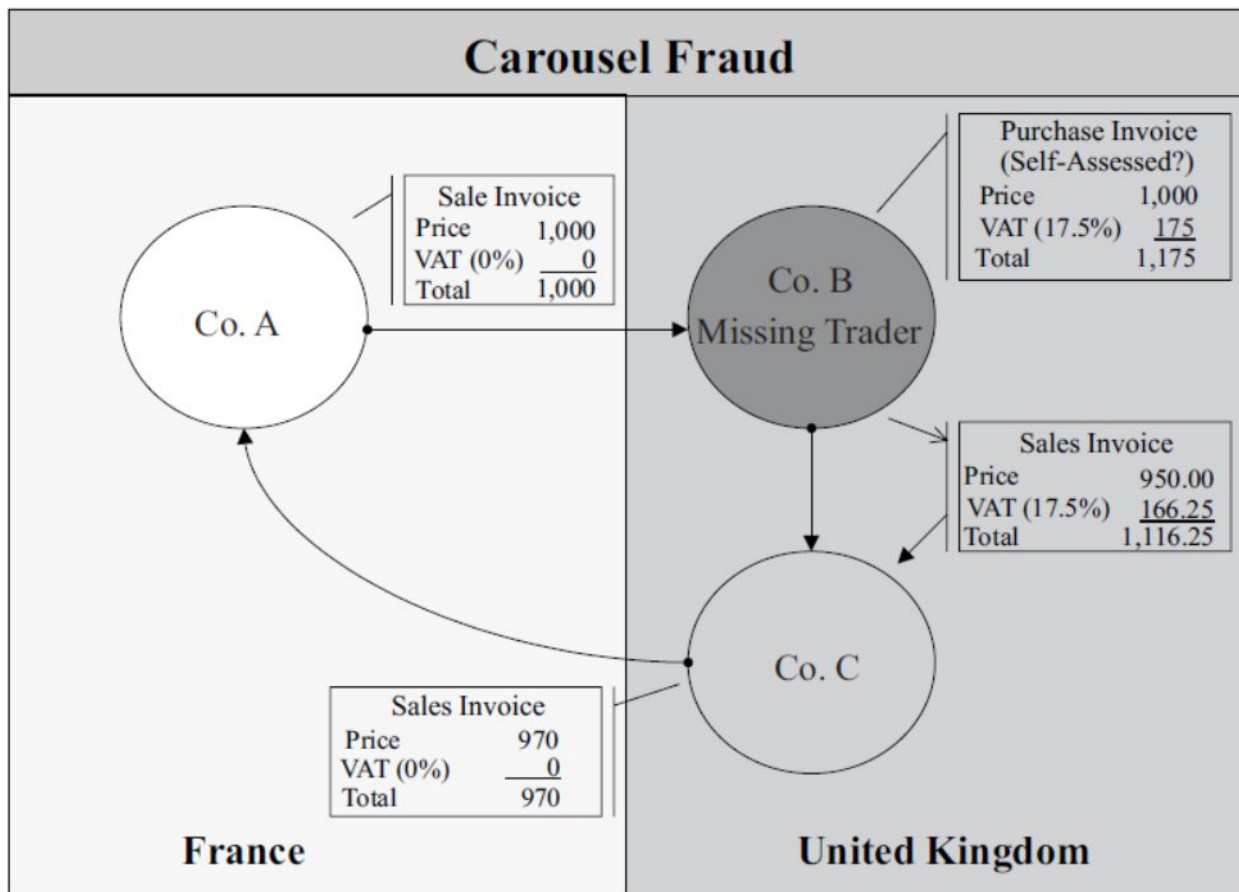 Carousel Fraud
Sale Invoice
Price 1,000
VAT (0%) 0
Total 1,000
Co. A
Purchase Invoice
(Self-Assessed?)
Price 1,000
VAT (17.5%) 175
Total 1,175
Co. B
Missing Trader
Sales Invoice
Price 950.00
VAT (17.5%) 166.25
Total 1,116.25
Co. C
Sales Invoice
Price 970
VAT (0%) 0
Total 970
France
United Kingdom